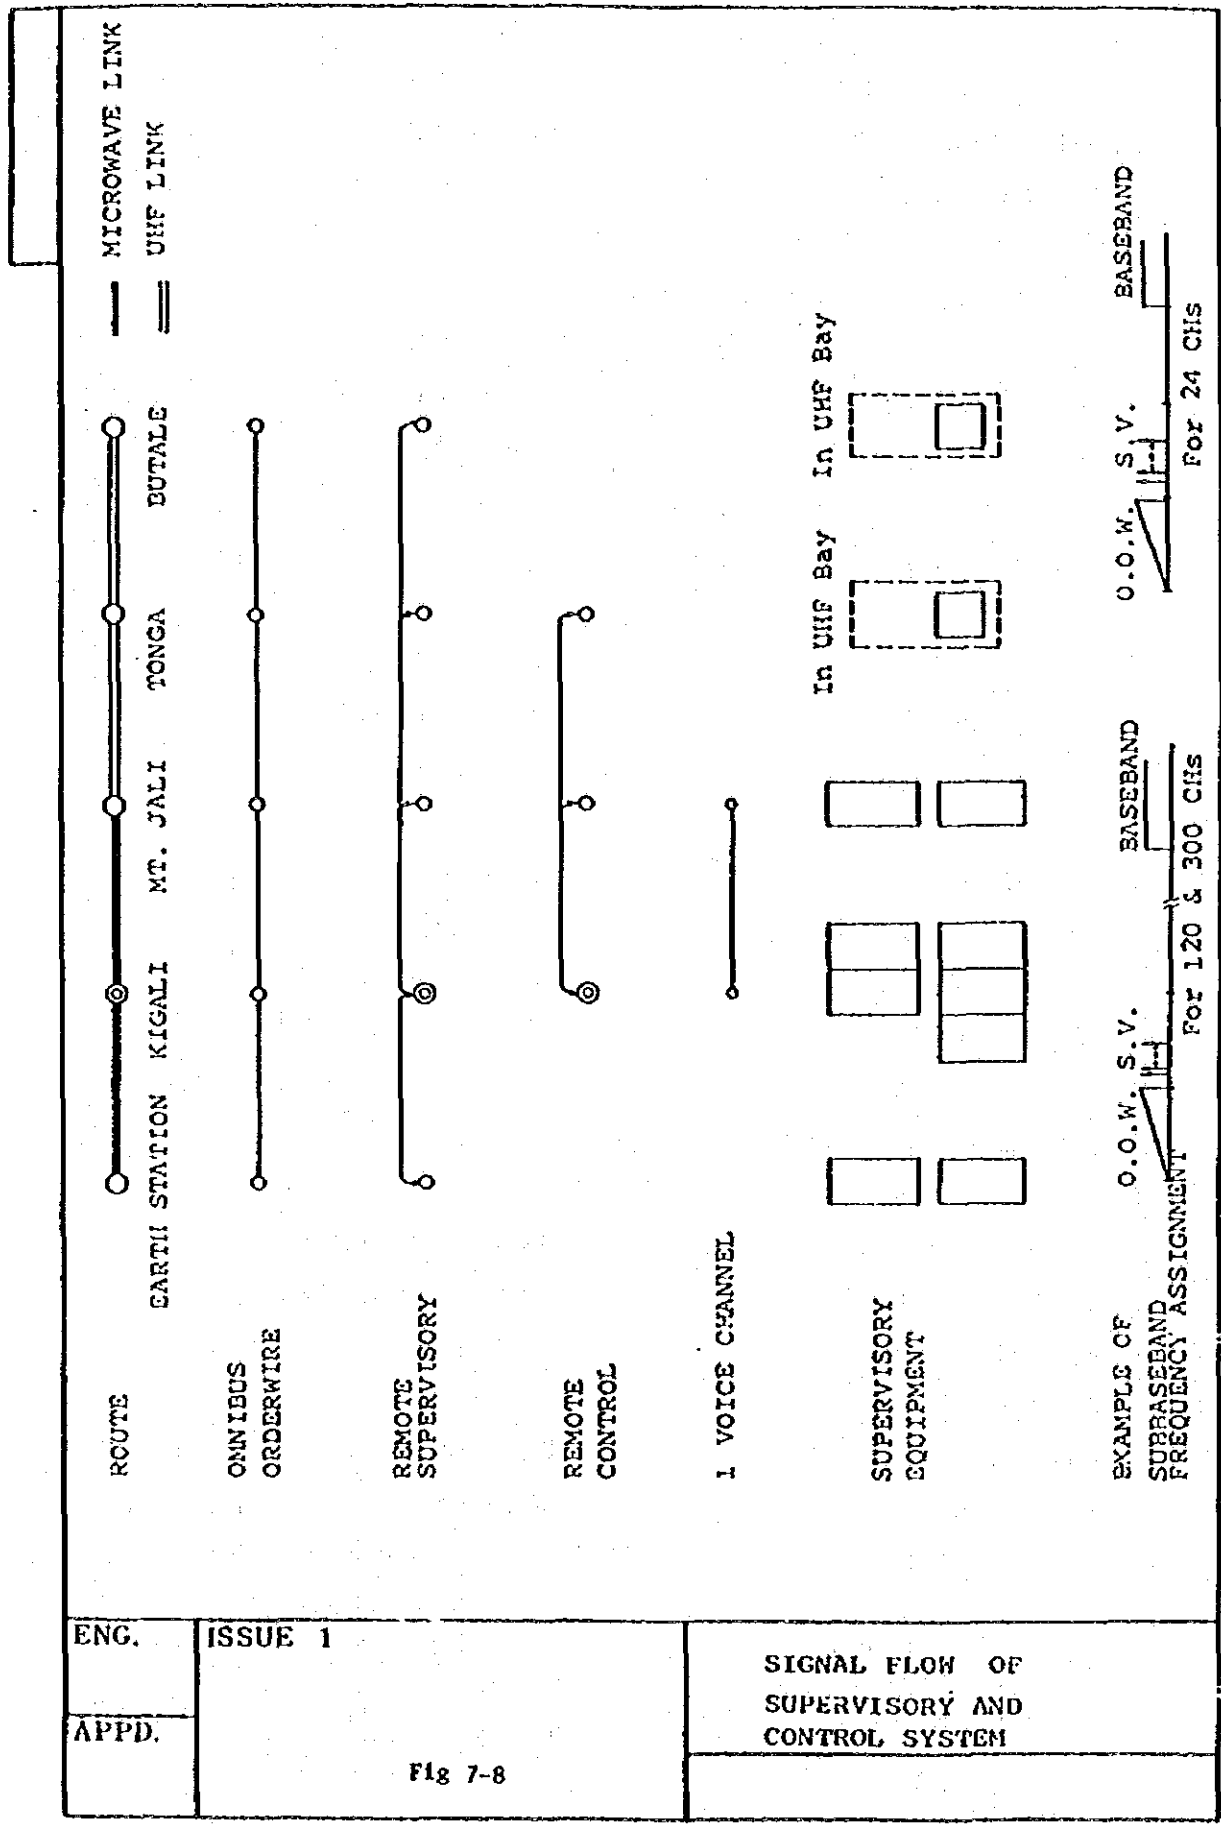 MICROWAVE LINK
UHF LINK
ROUTE
EARTH STATION KIGALI MT. JALI TONGA BUTALE
OMNIBUS
ORDERWIRE
REMOTE
SUPERVISORY
REMOTE
CONTROL
1 VOICE CHANNEL
In UHF Bay In UHF Bay
SUPERVISORY
EQUIPMENT
O.O.W. S.V. BASEBAND O.O.W. S.V. BASEBAND
EXAMPLE OF
SUBBASEBAND
FREQUENCY ASSIGNMENT
For 120 & 300 CHs For 24 CHs
ENG.
APPD.
ISSUE 1
Fig 7-8
SIGNAL FLOW OF
SUPERVISORY AND
CONTROL SYSTEM